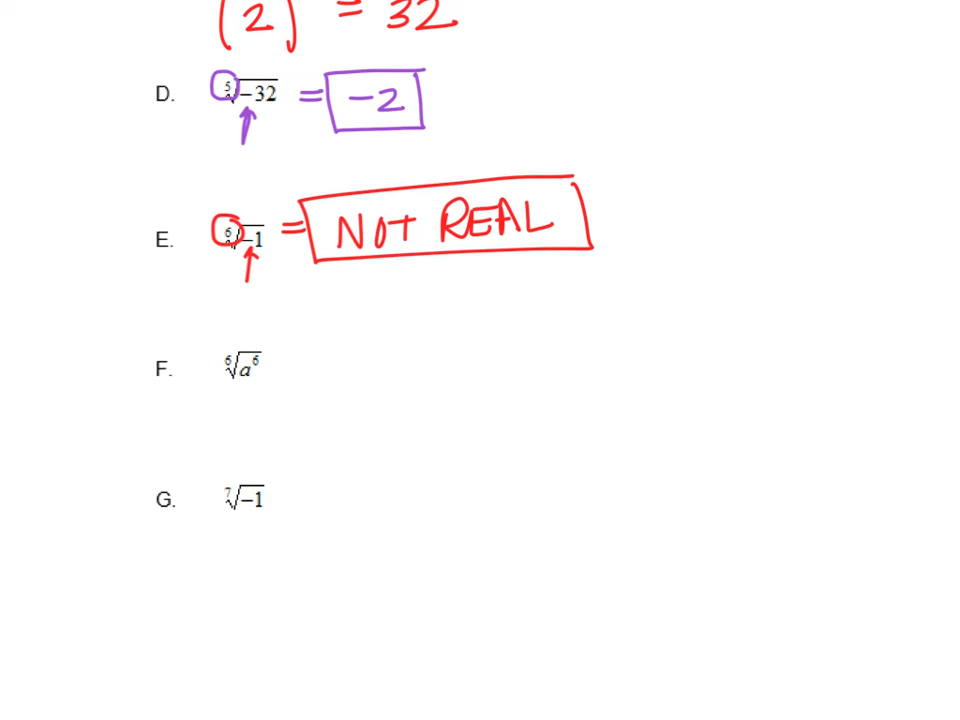 (2) = 32
D. ⁵√-32 = -2
E. ⁶√-1 = NOT REAL
F. ⁶√a⁶
G. ⁷√-1